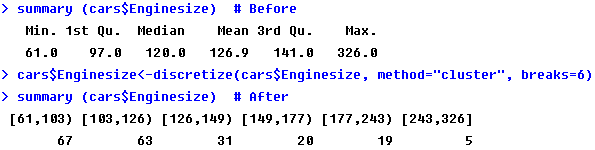 > summary (cars$Enginesize)  # Before
   Min. 1st Qu.  Median    Mean 3rd Qu.    Max.
   61.0    97.0   120.0   126.9   141.0   326.0
> cars$Enginesize<-discretize(cars$Enginesize, method="cluster", breaks=6)
> summary (cars$Enginesize)  # After
 [61,103) [103,126) [126,149) [149,177) [177,243) [243,326]
       67        63        31        20        19         5